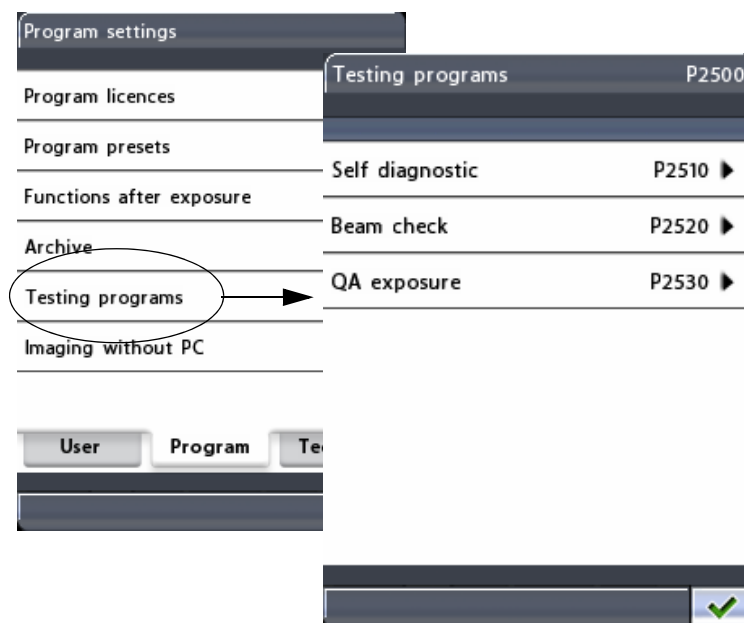 Program settings
Program licences
Program presets
Functions after exposure
Archive
Testing programs
Imaging without PC
User Program Te
Testing programs P2500
Self diagnostic P2510
Beam check P2520
QA exposure P2530